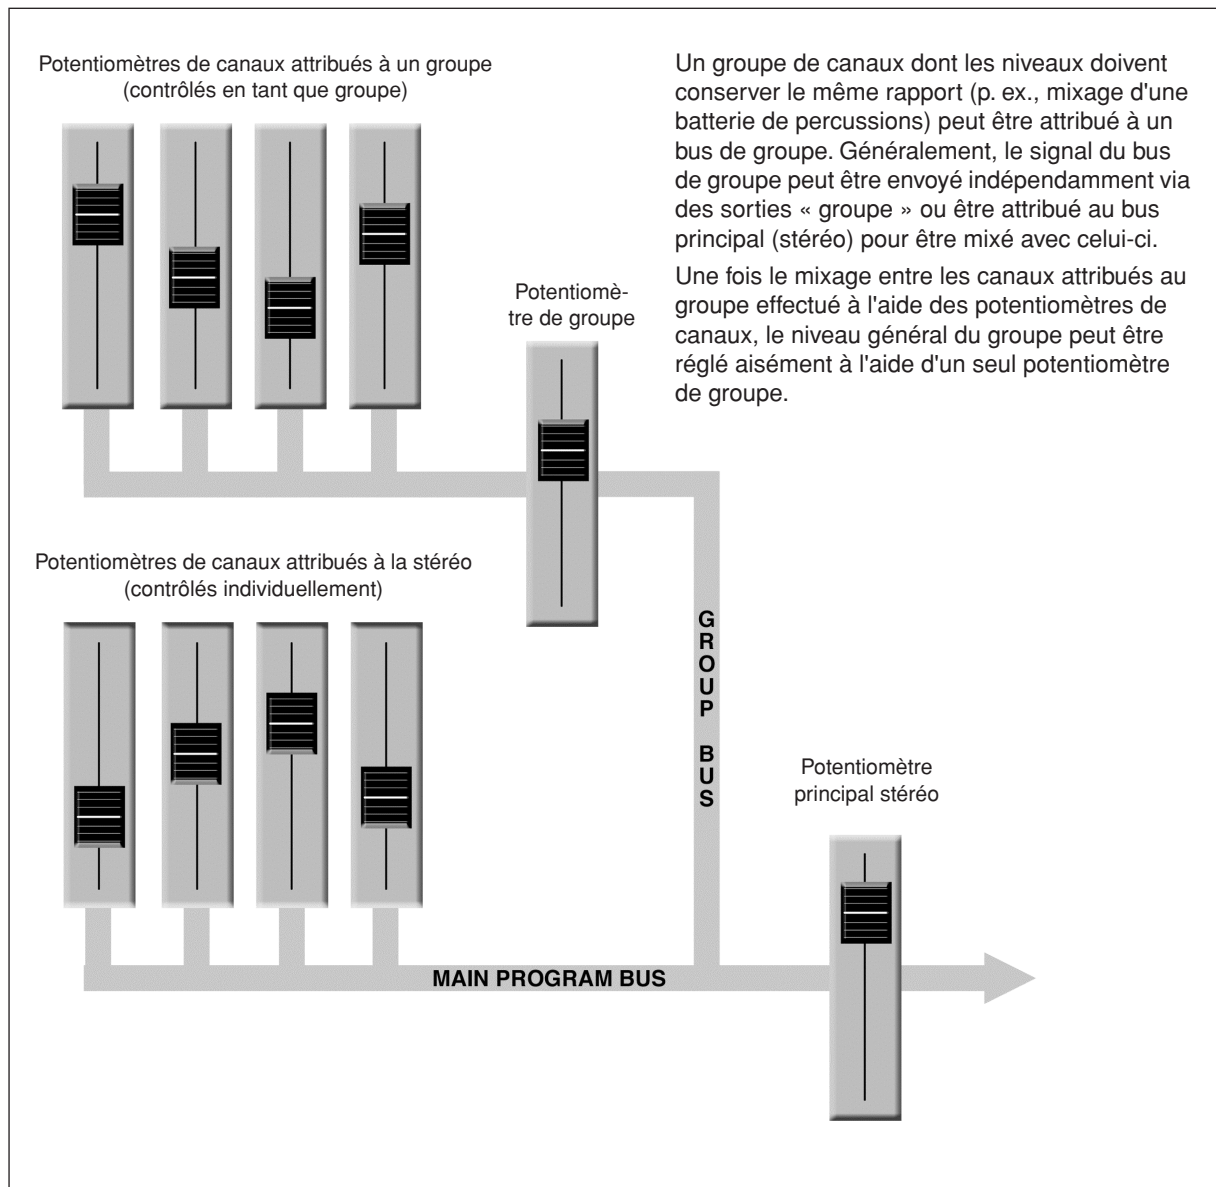 Potentiomètres de canaux attribués à un groupe
(contrôlés en tant que groupe)
Un groupe de canaux dont les niveaux doivent
conserver le même rapport (p. ex., mixage d'une
batterie de percussions) peut être attribué à un
bus de groupe. Généralement, le signal du bus
de groupe peut être envoyé indépendamment via
des sorties « groupe » ou être attribué au bus
principal (stéréo) pour être mixé avec celui-ci.
Une fois le mixage entre les canaux attribués au
groupe effectué à l'aide des potentiomètres de
canaux, le niveau général du groupe peut être
réglé aisément à l'aide d'un seul potentiomètre
de groupe.
Potentiomè-
tre de groupe
Potentiomètres de canaux attribués à la stéréo
(contrôlés individuellement)
GROUP BUS
Potentiomètre
principal stéréo
MAIN PROGRAM BUS